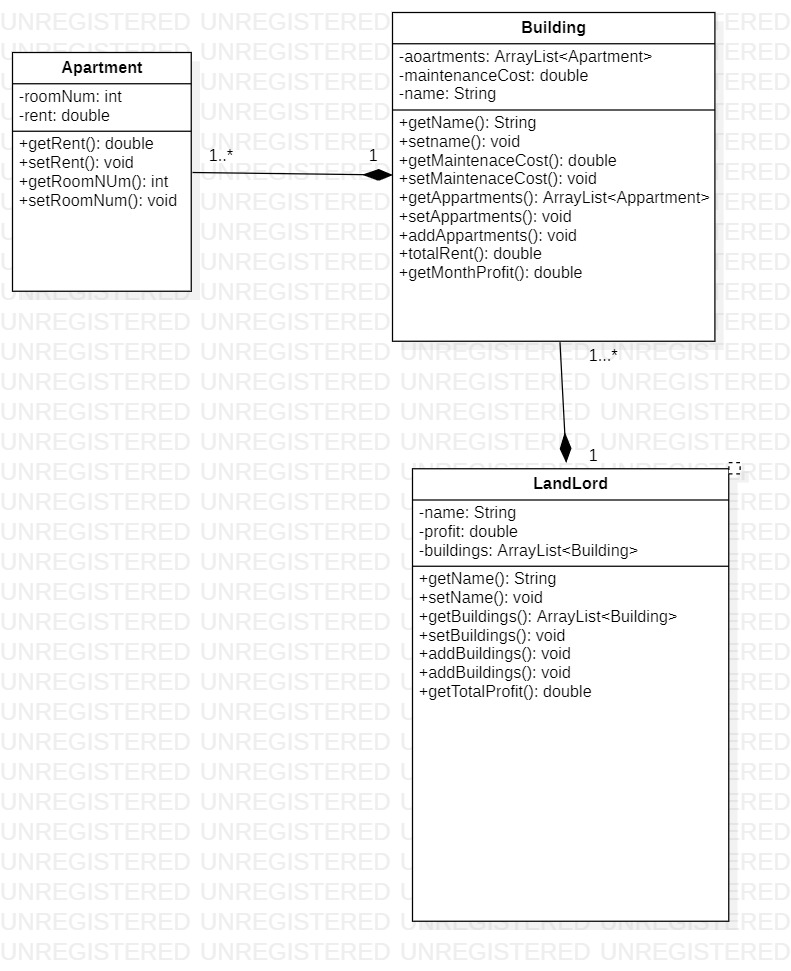 Building
-aoartments: ArrayList<Apartment>
-maintenanceCost: double
-name: String
+getName(): String
+setname(): void
+getMaintenaceCost(): double
+setMaintenaceCost(): void
+getAppartments(): ArrayList<Appartment>
+setAppartments(): void
+addAppartments(): void
+totalRent(): double
+getMonthProfit(): double
Apartment
-roomNum: int
-rent: double
+getRent(): double
+setRent(): void
+getRoomNUm(): int
+setRoomNum(): void
1..*
1
1...*
1
LandLord
-name: String
-profit: double
-buildings: ArrayList<Building>
+getName(): String
+setName(): void
+getBuildings(): ArrayList<Building>
+setBuildings(): void
+addBuildings(): void
+addBuildings(): void
+getTotalProfit(): double
UNREGISTERED